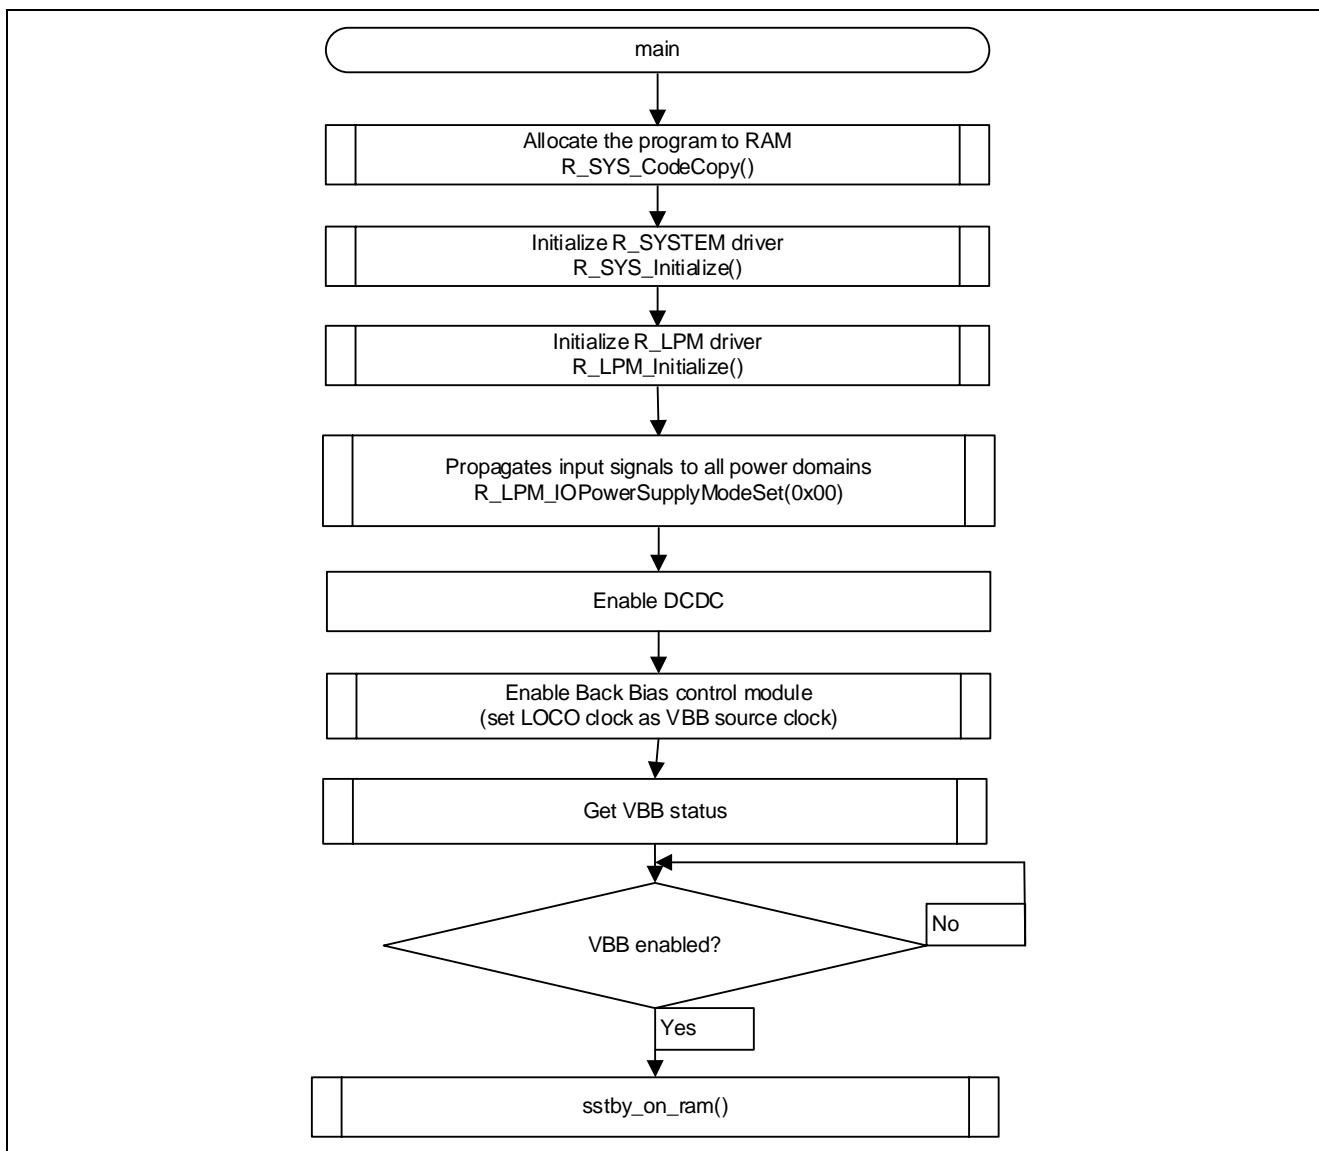 main
Allocate the program to RAM
R_SYS_CodeCopy()
Initialize R_SYSTEM driver
R_SYS_Initialize()
Initialize R_LPM driver
R_LPM_Initialize()
Propagates input signals to all power domains
R_LPM_IOPowerSupplyModeSet(0x00)
Enable DCDC
Enable Back Bias control module
(set LOCO clock as VBB source clock)
Get VBB status
No
VBB enabled?
Yes
sstby_on_ram()